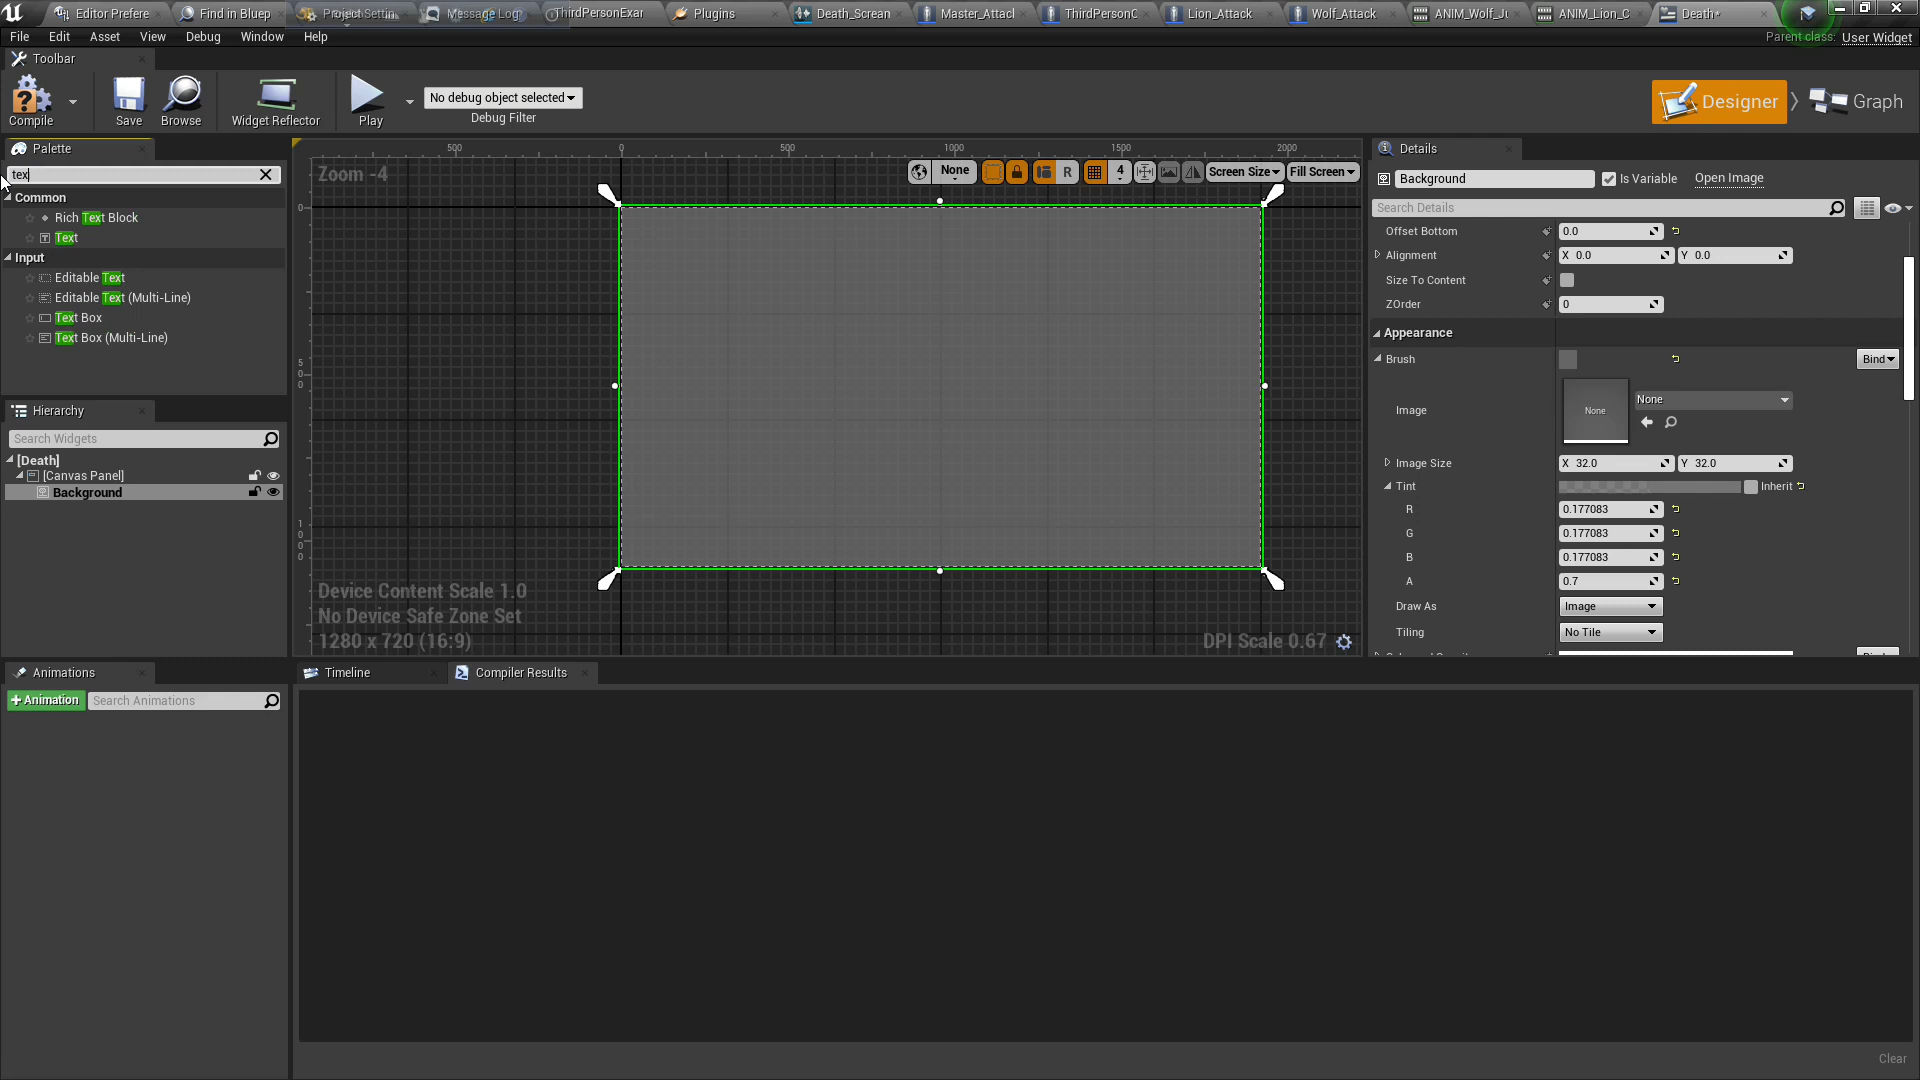 Editor Prefere
Find in Bluep
Project Settin
Message Log
ThirdPersonExar
Plugins
Death_Screan
Master_Attacl
ThirdPersonC
Lion_Attack
Wolf_Attack
ANIM_Wolf_Ju
ANIM_Lion_C
Death*
File Edit Asset View Debug Window Help
Parent class: User Widget
Toolbar
Compile
Save
Browse
Widget Reflector
Play
No debug object selected
Debug Filter
Designer
Graph
Palette
tex
Common
Rich Text Block
Text
Input
Editable Text
Editable Text (Multi-Line)
Text Box
Text Box (Multi-Line)
Hierarchy
Search Widgets
[Death]
[Canvas Panel]
Background
500 0 500 1000 1500 2000
Zoom -4
None
R
4
Screen Size
Fill Screen
0
500
1000
Device Content Scale 1.0
No Device Safe Zone Set
1280 x 720 (16:9)
DPI Scale 0.67
Details
Background
Is Variable
Open Image
Search Details
Offset Bottom 0.0
Alignment X 0.0 Y 0.0
Size To Content
ZOrder 0
Appearance
Brush
Bind
Image
None
None
Image Size X 32.0 Y 32.0
Tint
Inherit
R 0.177083
G 0.177083
B 0.177083
A 0.7
Draw As Image
Tiling No Tile
Animations
+Animation
Search Animations
Timeline
Compiler Results
Clear